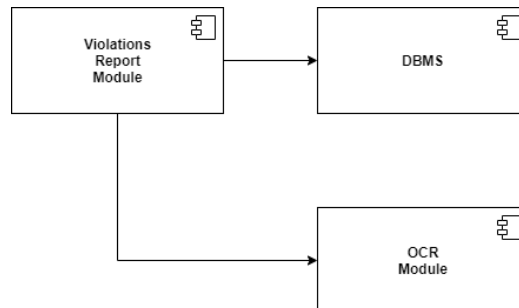 Violations
Report
Module
DBMS
OCR
Module